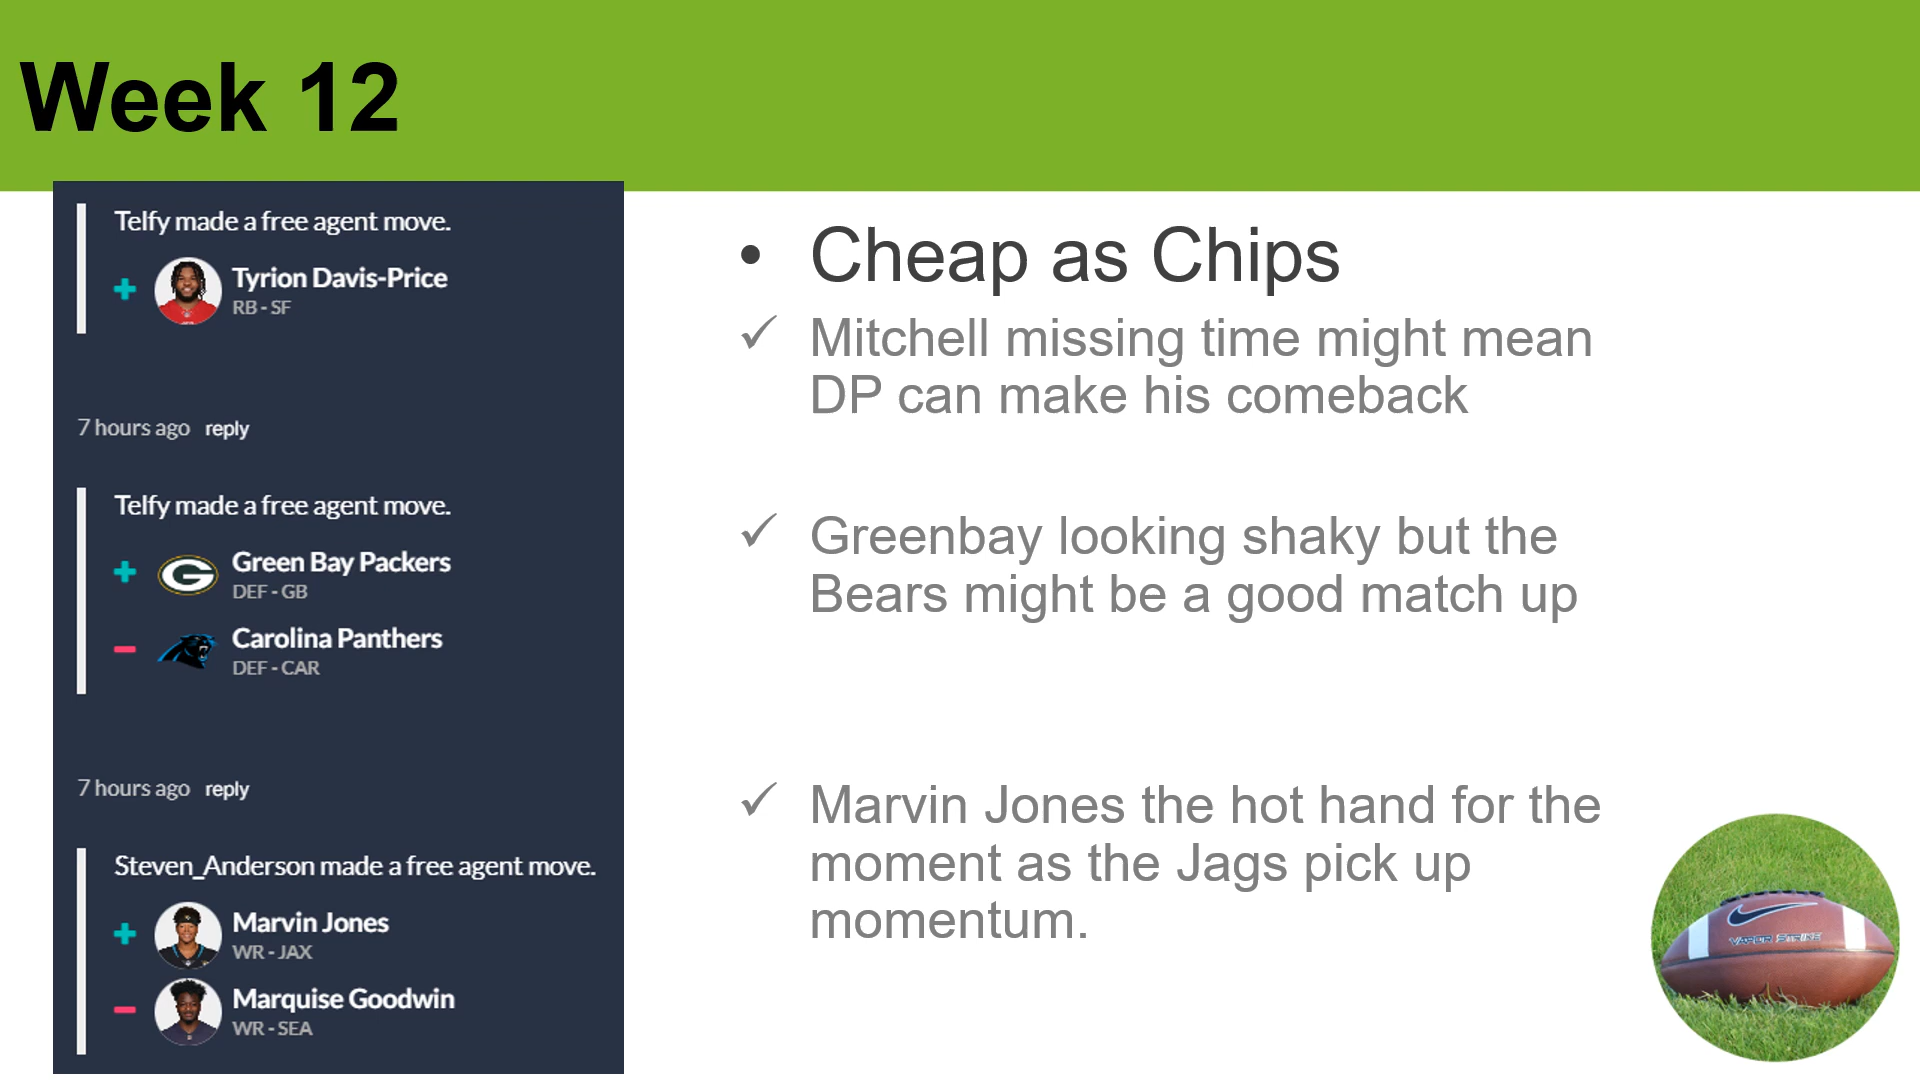 Week 12
Telfy made a free agent move.
Tyrion Davis-Price
RB - SF
7 hours ago reply
Telfy made a free agent move.
Green Bay Packers
DEF - GB
Carolina Panthers
DEF - CAR
7 hours ago reply
Steven_Anderson made a free agent move.
Marvin Jones
WR - JAX
Marquise Goodwin
WR - SEA
• Cheap as Chips
✓ Mitchell missing time might mean
DP can make his comeback
✓ Greenbay looking shaky but the
Bears might be a good match up
✓ Marvin Jones the hot hand for the
moment as the Jags pick up
momentum.
VAPOR STRIKE